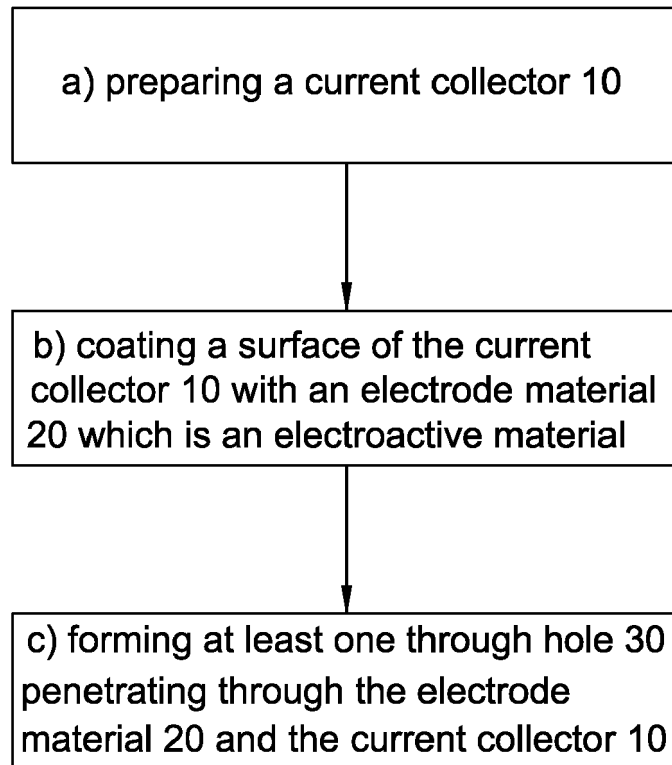 a) preparing a current collector 10
b) coating a surface of the current
collector 10 with an electrode material
20 which is an electroactive material
c) forming at least one through hole 30
penetrating through the electrode
material 20 and the current collector 10